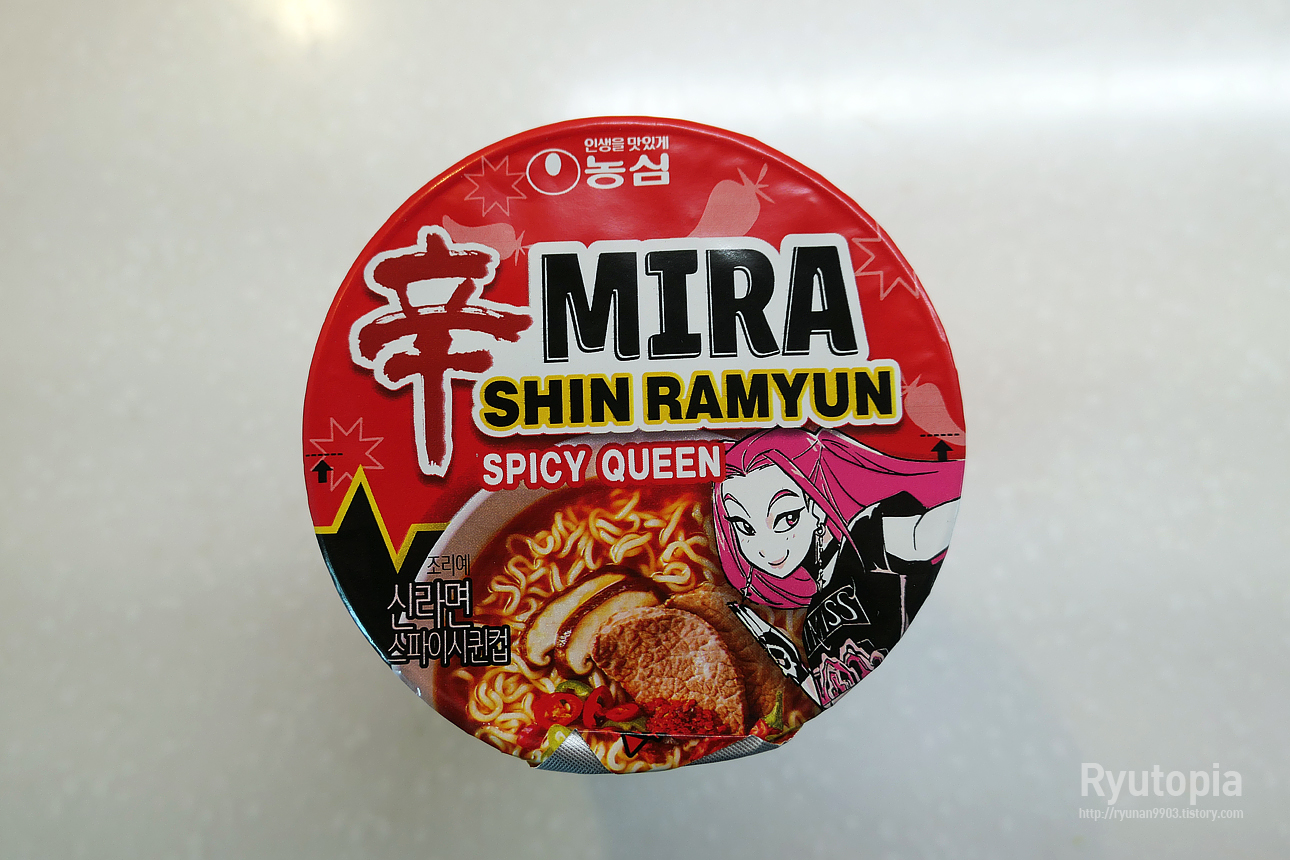 인생을 맛있게
농심
辛
MIRA
SHIN RAMYUN
SPICY QUEEN
조리예
신라면
스파이시퀸컵
MISS
Ryutopia
http://ryunan9903.tistory.com